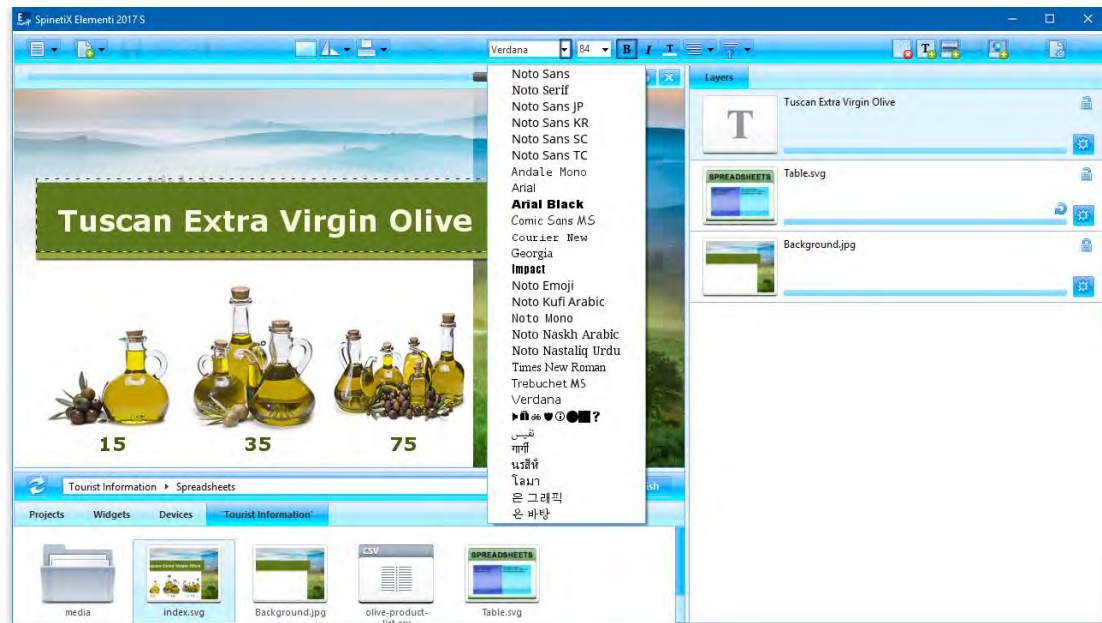 SpinetiX Elementi 2017 S
Verdana
84
B I T
Noto Sans
Noto Serif
Noto Sans JP
Noto Sans KR
Noto Sans SC
Noto Sans TC
Andale Mono
Arial
Arial Black
Comic Sans MS
Courier New
Georgia
Impact
Noto Emoji
Noto Kufi Arabic
Noto Mono
Noto Naskh Arabic
Noto Nastaliq Urdu
Times New Roman
Trebuchet MS
Verdana
نفيس
गार्गी
นรสีห์
โลมา
은 그래픽
은 바탕
Tuscan Extra Virgin Olive
15 35 75
Layers
T
Tuscan Extra Virgin Olive
SPREADSHEETS
Table.svg
Background.jpg
Tourist Information ▸ Spreadsheets
Projects Widgets Devices 'Tourist Information'
CSV
SPREADSHEETS
media index.svg Background.jpg olive-product- Table.svg